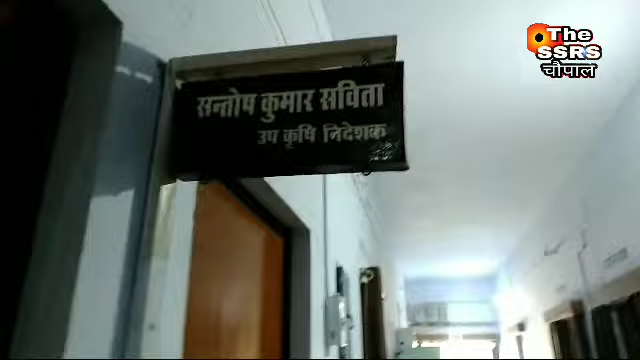 सन्तोष कुमार सविता
उप कृषि निदेशक
The
SSRS
चौपाल